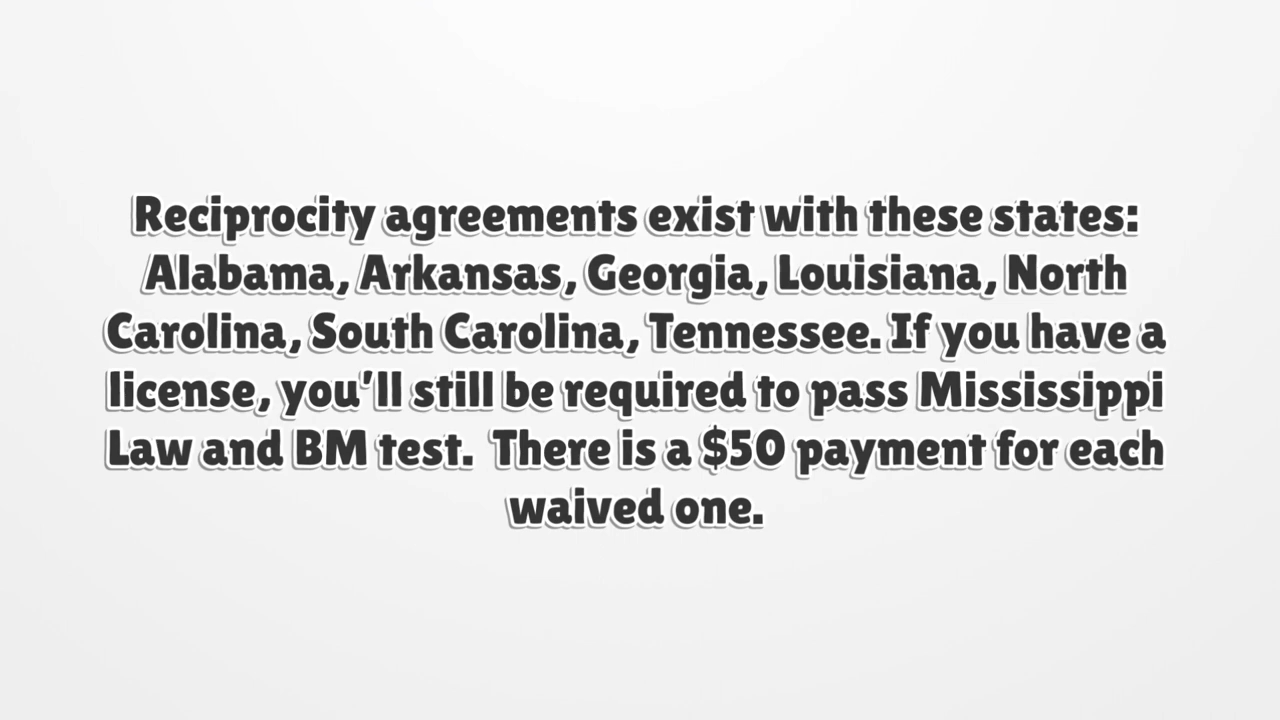 Reciprocity agreements exist with these states:
Alabama, Arkansas, Georgia, Louisiana, North
Carolina, South Carolina, Tennessee. If you have a
license, you'll still be required to pass Mississippi
Law and BM test.  There is a $50 payment for each
waived one.